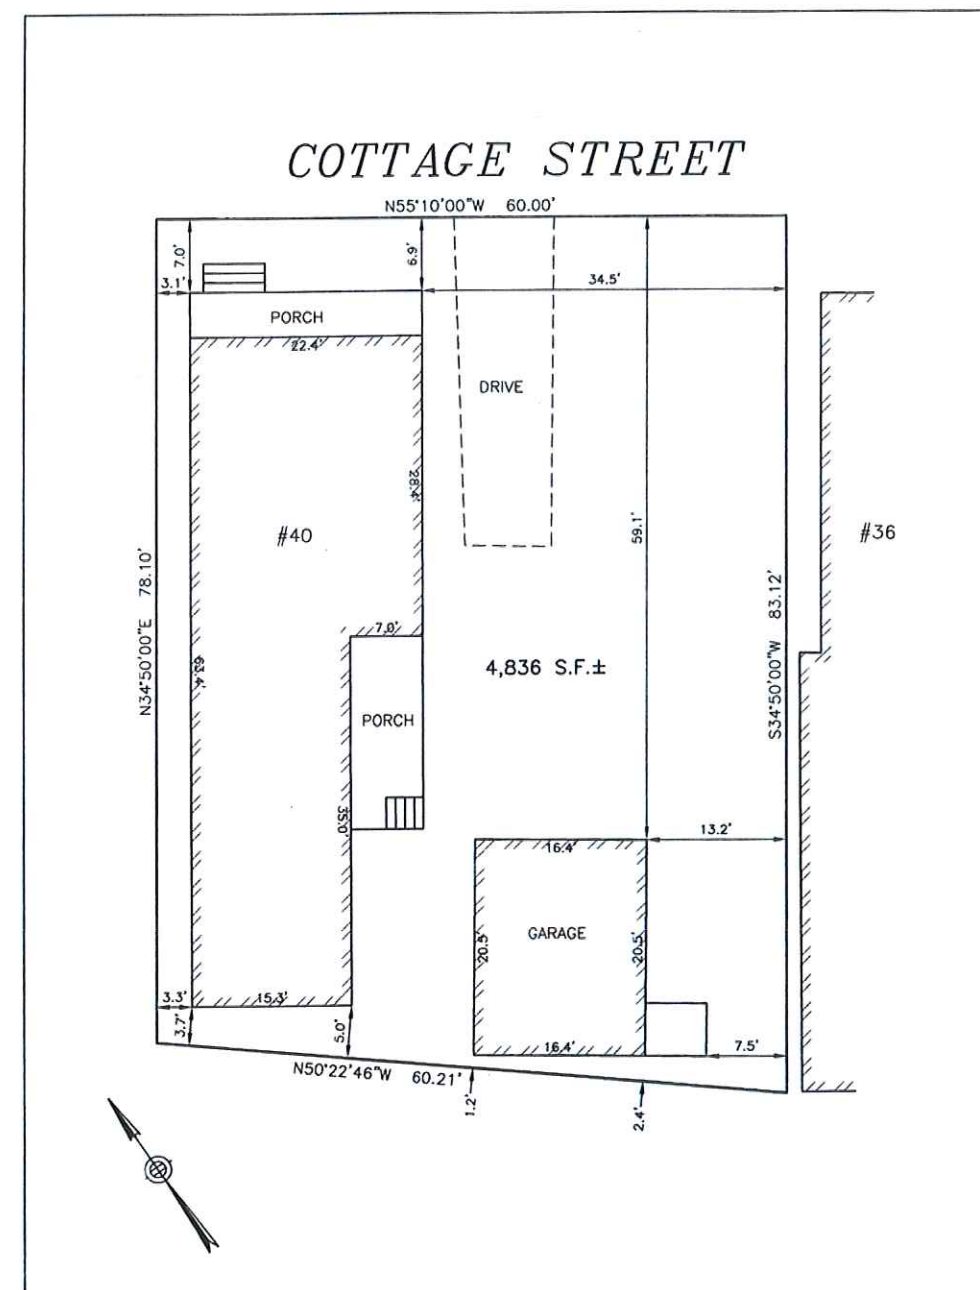 COTTAGE STREET
N55°10'00"W 60.00'
7.0'
6.9'
3.1'
34.5'
PORCH
22.4'
DRIVE
28.4'
59.1'
#40
#36
N34°50'00"E 78.10'
S34°50'00"W 83.12'
7.0'
63.4'
4,836 S.F.±
PORCH
35.0'
13.2'
16.4'
GARAGE
20.5'
20.5'
3.3'
15.3'
3.7'
5.0'
16.4'
7.5'
N50°22'46"W 60.21'
1.2'
2.4'